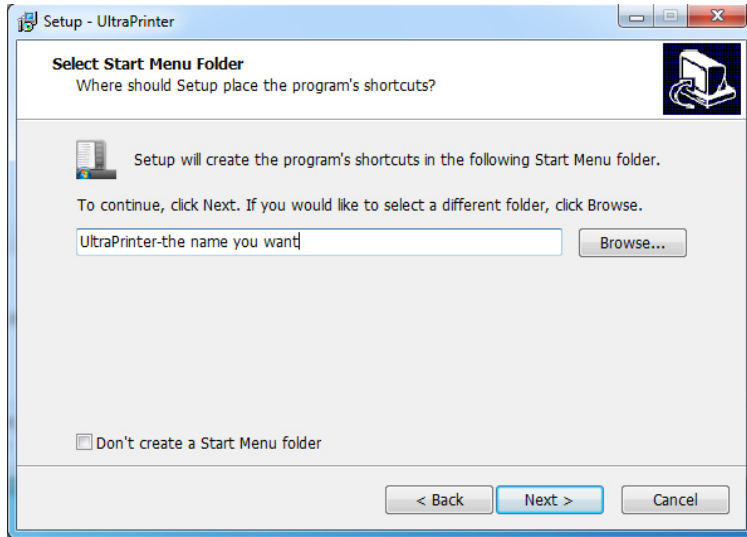 Setup - UltraPrinter
Select Start Menu Folder
Where should Setup place the program's shortcuts?
Setup will create the program's shortcuts in the following Start Menu folder.
To continue, click Next. If you would like to select a different folder, click Browse.
UltraPrinter-the name you want
Browse...
Don't create a Start Menu folder
< Back
Next >
Cancel